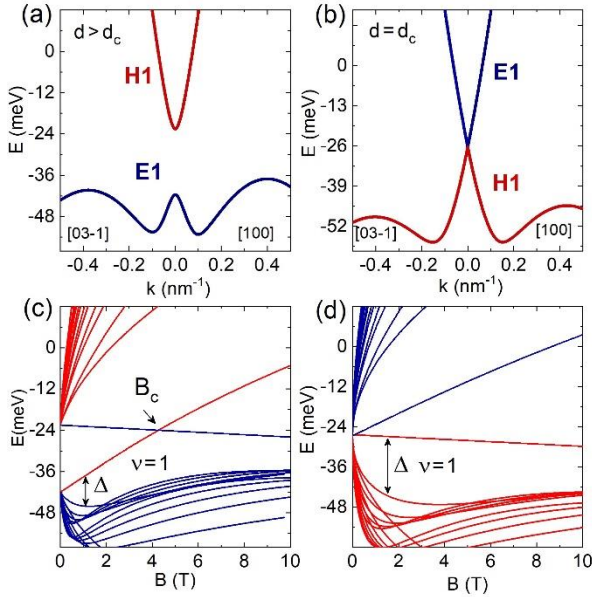 (a)
d > dc
H1
E1
[03-1]
[100]
E (meV)
0
-12
-24
-36
-48
-0.4 -0.2 0.0 0.2 0.4
k (nm⁻¹)
(b)
d = dc
E1
H1
[03-1]
[100]
E (meV)
0
-13
-26
-39
-52
-0.4 -0.2 0.0 0.2 0.4
k (nm⁻¹)
(c)
Bc
ν=1
Δ
E(meV)
0
-12
-24
-36
-48
0 2 4 6 8 10
B (T)
(d)
Δ ν=1
E(meV)
0
-12
-24
-36
-48
0 2 4 6 8 10
B (T)